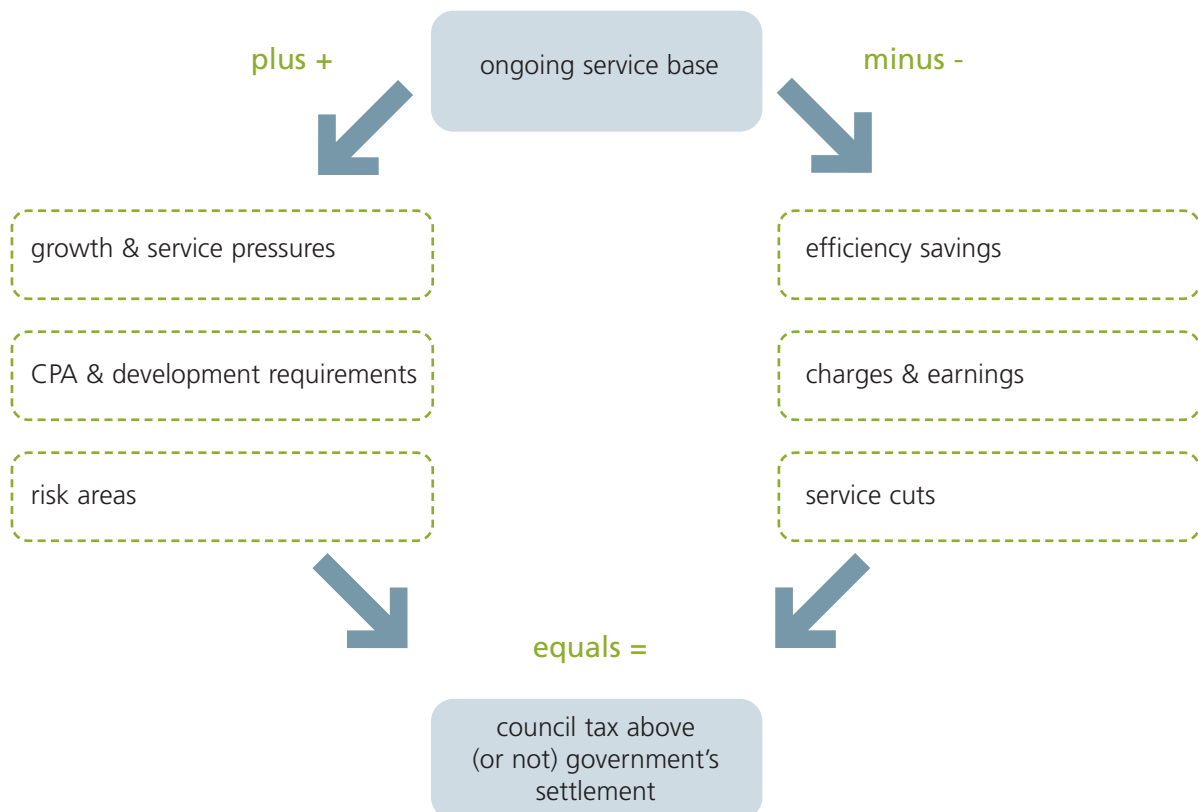 plus +
ongoing service base
minus -
growth & service pressures
efficiency savings
CPA & development requirements
charges & earnings
risk areas
service cuts
equals =
council tax above
(or not) government’s
settlement